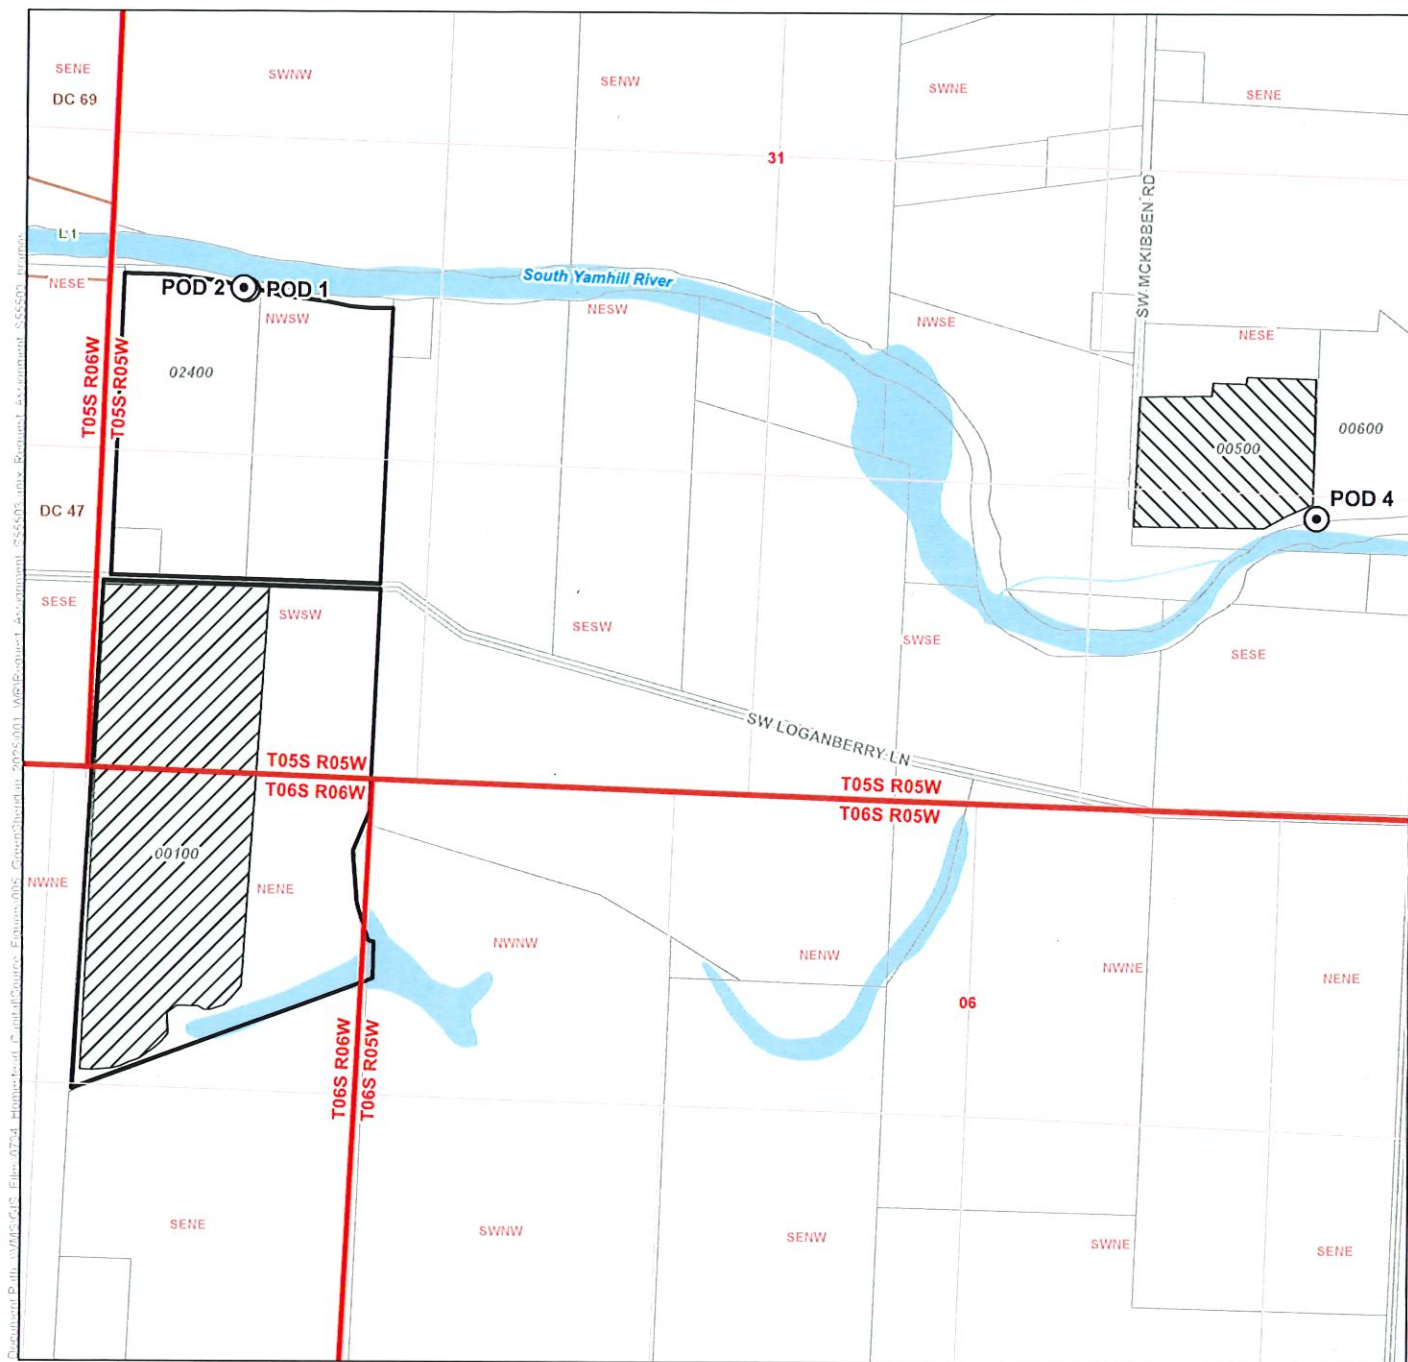 SENE
SWNW
SENW
SWNE
SENE
DC 69
31
SW MCKIBBEN RD
L 1
NESE
POD 2
POD 1
South Yamhill River
NWSW
NESW
NWSE
NESE
T05S R06W
T05S R05W
02400
00500
00600
POD 4
DC 47
SESE
SWSW
SESW
SWSE
SESE
SW LOGANBERRY LN
T05S R05W
T06S R06W
T05S R05W
T06S R05W
00100
NWNE
NENE
NWNW
NENW
NWNE
NENE
06
T06S R06W
T06S R05W
SENE
SWNW
SENW
SWNE
SENE